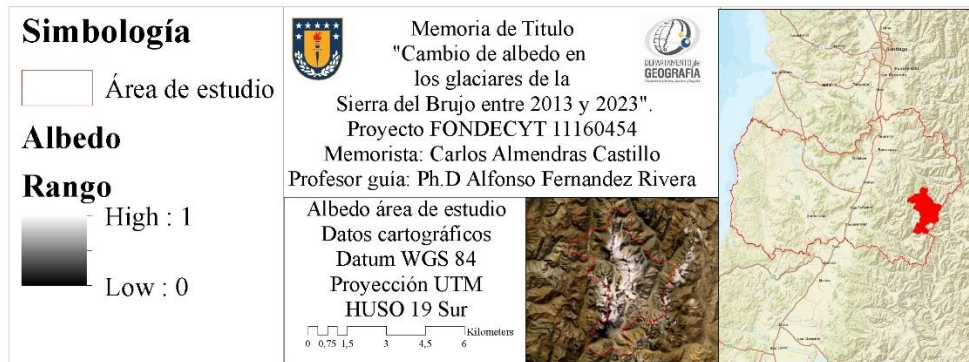 Simbología
Área de estudio
Albedo
Rango
High : 1
Low : 0
Memoria de Titulo
"Cambio de albedo en
los glaciares de la
Sierra del Brujo entre 2013 y 2023".
Proyecto FONDECYT 11160454
Memorista: Carlos Almendras Castillo
Profesor guía: Ph.D Alfonso Fernandez Rivera
DEPARTAMENTO de
GEOGRAFÍA
Albedo área de estudio
Datos cartográficos
Datum WGS 84
Proyección UTM
HUSO 19 Sur
Kilometers
0 0,75 1,5 3 4,5 6
Santiago